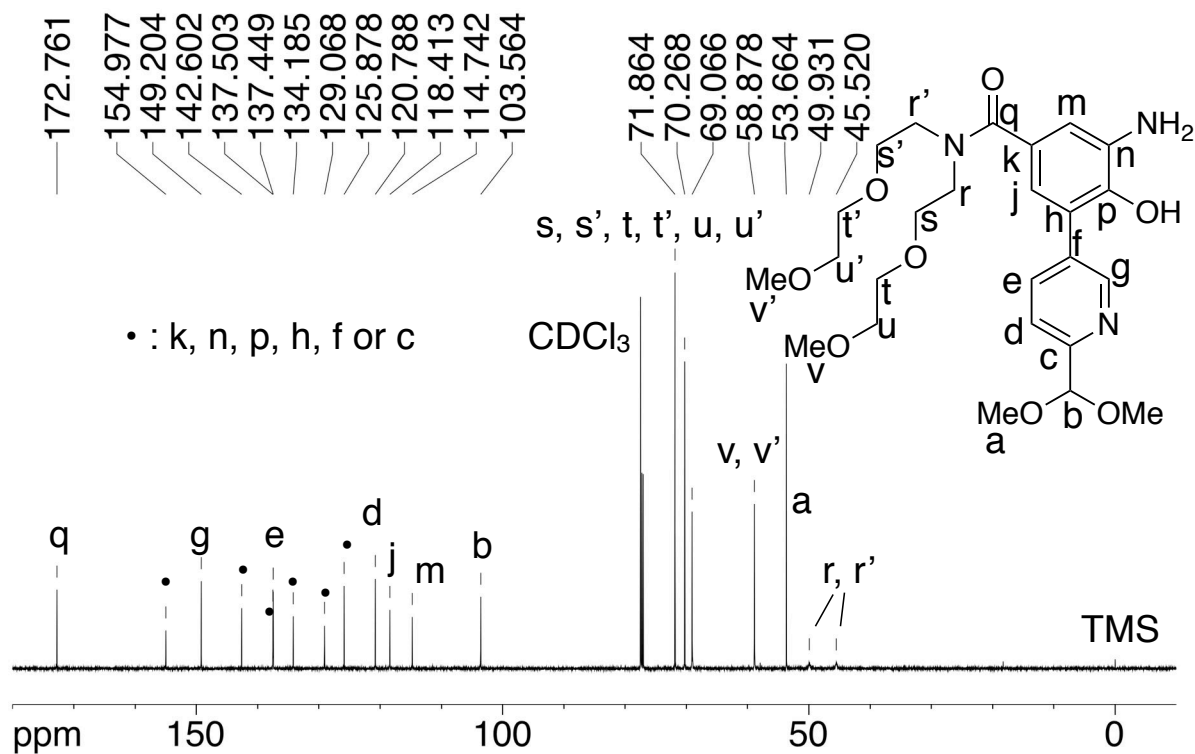 172.761
154.977
149.204
142.602
137.503
137.449
134.185
129.068
125.878
120.788
118.413
114.742
103.564
71.864
70.268
69.066
58.878
53.664
49.931
45.520
O
r’
q
m
N
NH2
s’
k
n
O
r
j
h
p
OH
t’
s
f
MeO
u’
O
e
g
v’
t
d
N
MeO
u
c
v
MeO
b
OMe
a
s, s’, t, t’, u, u’
• : k, n, p, h, f or c
CDCl3
v, v’
a
q
•
g
•
e
•
•
•
•
d
j
m
b
r, r’
TMS
ppm
150
100
50
0